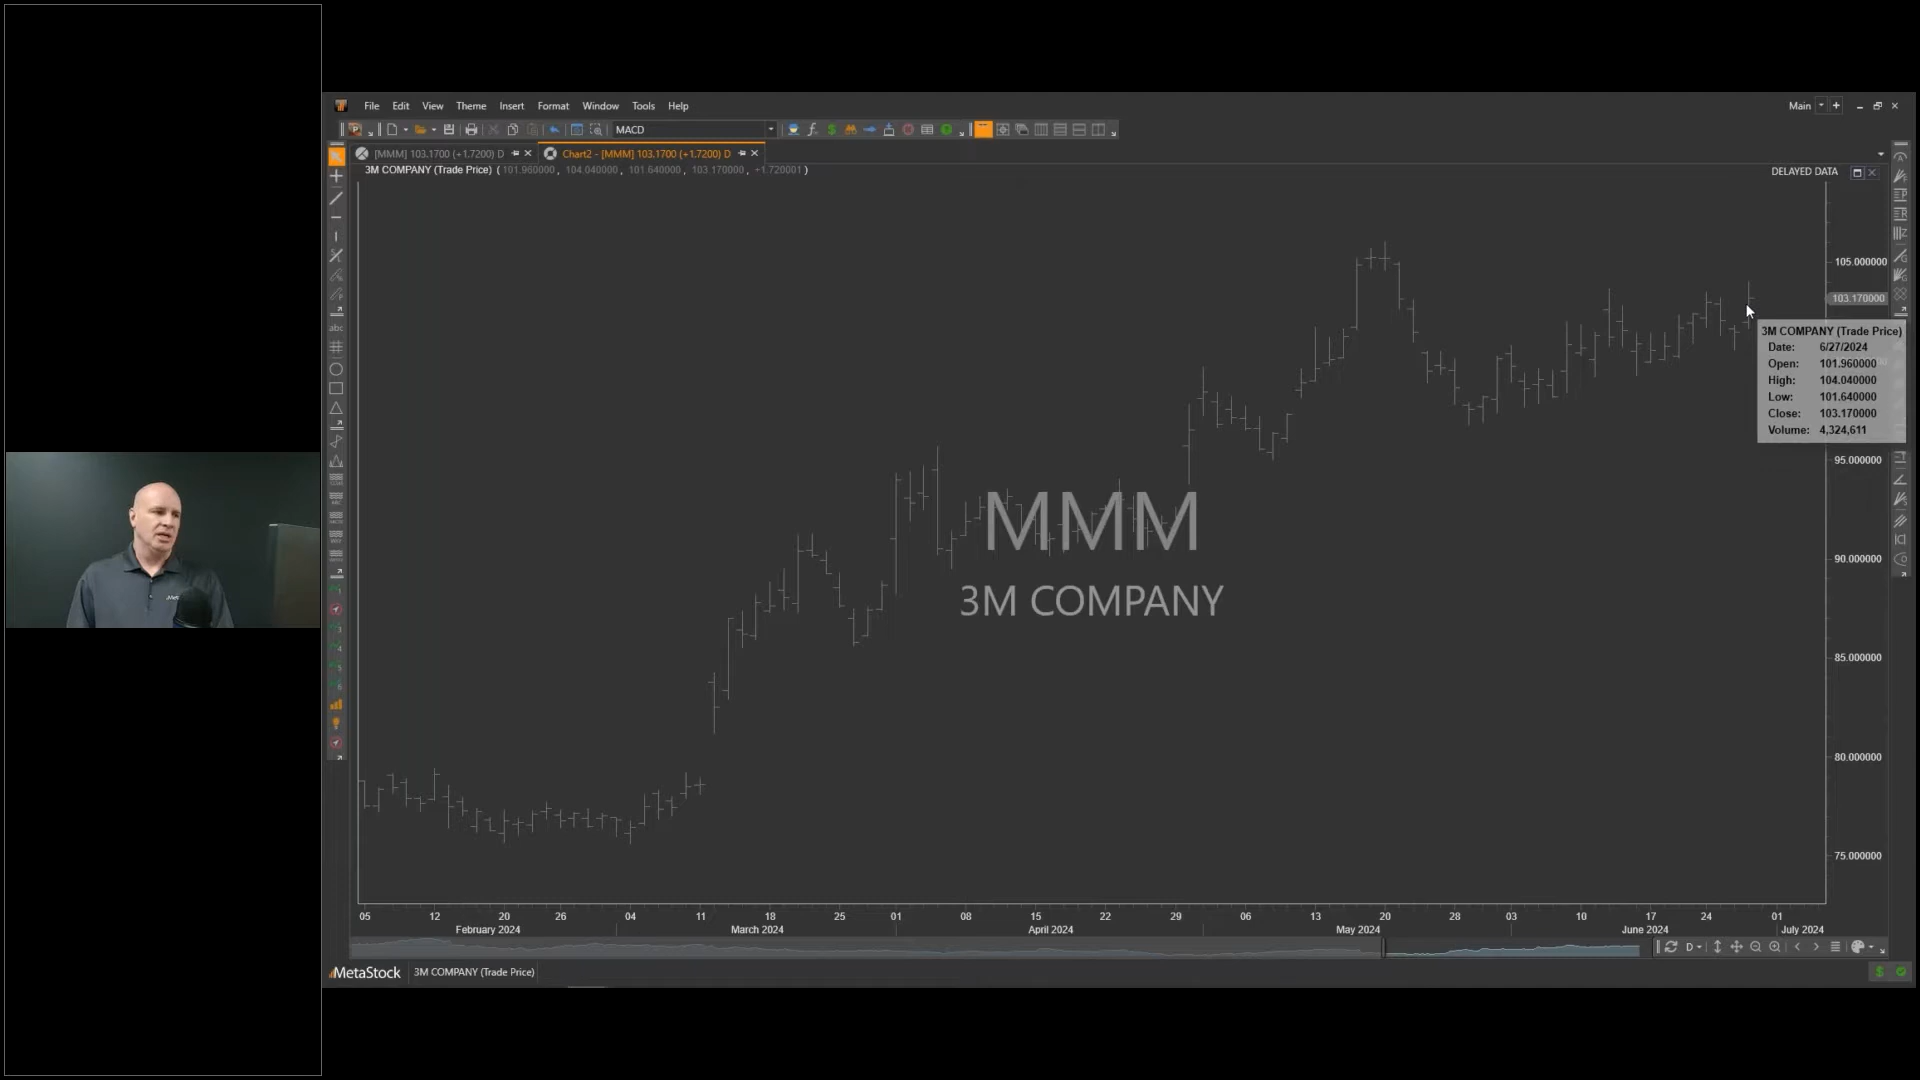 File Edit View Theme Insert Format Window Tools Help
Main
MACD
[MMM] 103.1700 (+1.7200) D
Chart2 - [MMM] 103.1700 (+1.7200) D
3M COMPANY (Trade Price) ( 101.960000 , 104.040000 , 101.640000 , 103.170000 , +1.720001 )
DELAYED DATA
105.000000
103.170000
3M COMPANY (Trade Price)
Date: 6/27/2024
Open: 101.960000
High: 104.040000
Low: 101.640000
Close: 103.170000
Volume: 4,324,611
95.000000
90.000000
85.000000
80.000000
75.000000
abc
MMM
3M COMPANY
05 12 20 26 04 11 18 25 01 08 15 22 29 06 13 20 28 03 10 17 24 01
February 2024 March 2024 April 2024 May 2024 June 2024 July 2024
D
MetaStock 3M COMPANY (Trade Price)